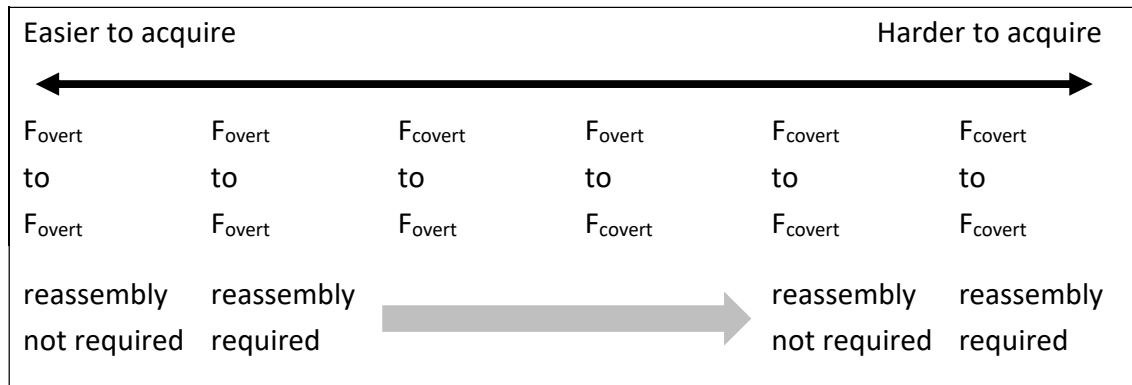 Easier to acquire Harder to acquire
Fovert Fovert Fcovert Fovert Fcovert Fcovert
to to to to to to
Fovert Fovert Fovert Fcovert Fcovert Fcovert
reassembly reassembly reassembly reassembly
not required required not required required